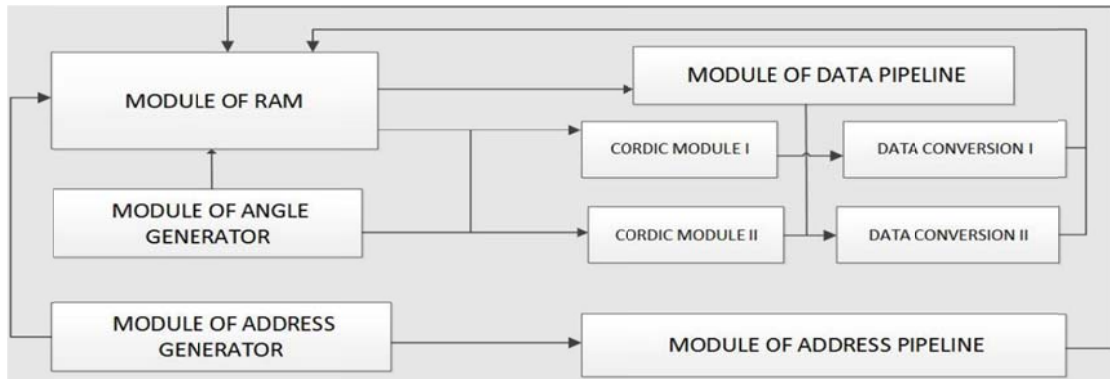 MODULE OF DATA PIPELINE
MODULE OF RAM
CORDIC MODULE I
DATA CONVERSION I
MODULE OF ANGLE
GENERATOR
CORDIC MODULE II
DATA CONVERSION II
MODULE OF ADDRESS
GENERATOR
MODULE OF ADDRESS PIPELINE